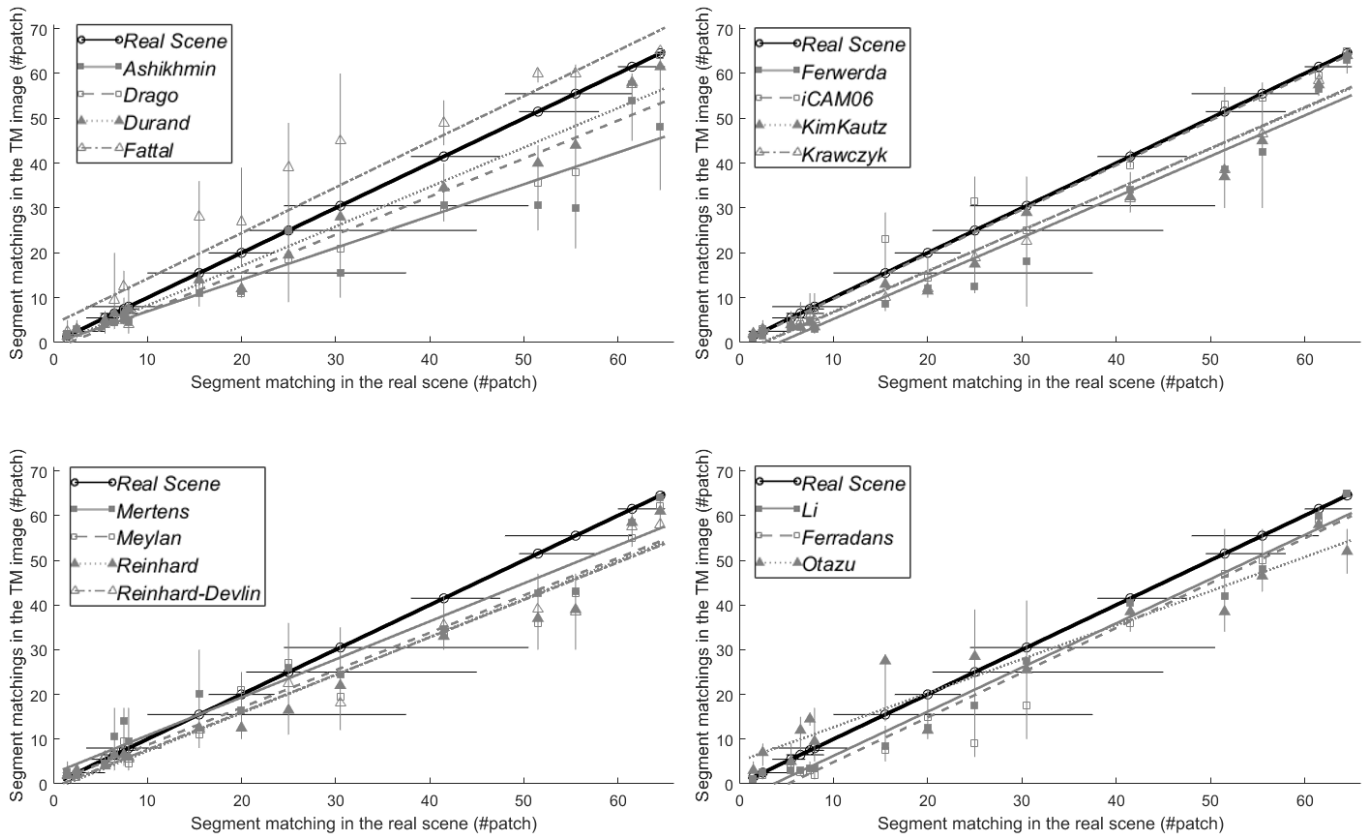 Segment matchings in the TM image (#patch)
70
60
50
40
30
20
10
0
Real Scene
Ashikhmin
Drago
Durand
Fattal
10
20
30
40
50
60
Segment matching in the real scene (#patch)
Segment matchings in the TM image (#patch)
70
60
50
40
30
20
10
0
Real Scene
Ferwerda
iCAM06
KimKautz
Krawczyk
10
20
30
40
50
60
Segment matching in the real scene (#patch)
Segment matchings in the TM image (#patch)
70
60
50
40
30
20
10
0
Real Scene
Mertens
Meylan
Reinhard
Reinhard-Devlin
10
20
30
40
50
60
Segment matching in the real scene (#patch)
Segment matchings in the TM image (#patch)
70
60
50
40
30
20
10
0
Real Scene
Li
Ferradans
Otazu
10
20
30
40
50
60
Segment matching in the real scene (#patch)